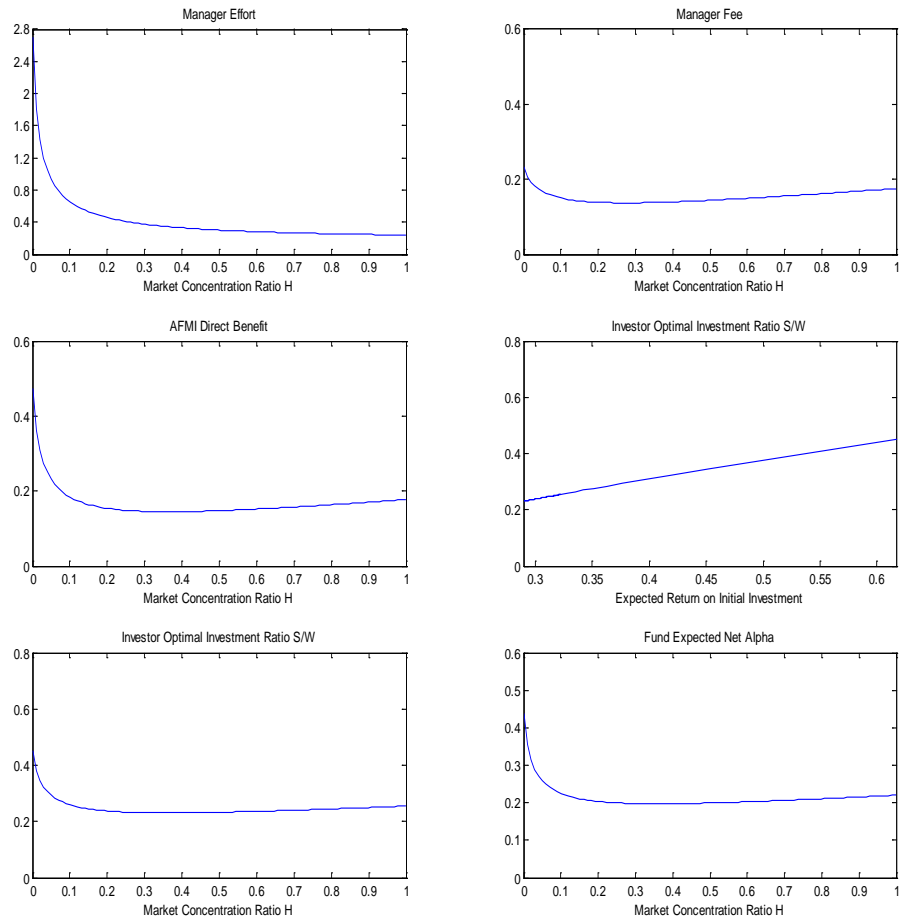 Manager Effort
2.8
2.4
2
1.6
1.2
0.8
0.4
0
0 0.1 0.2 0.3 0.4 0.5 0.6 0.7 0.8 0.9 1
Market Concentration Ratio H
Manager Fee
0.6
0.4
0.2
0
0 0.1 0.2 0.3 0.4 0.5 0.6 0.7 0.8 0.9 1
Market Concentration Ratio H
AFMI Direct Benefit
0.6
0.4
0.2
0
0 0.1 0.2 0.3 0.4 0.5 0.6 0.7 0.8 0.9 1
Market Concentration Ratio H
Investor Optimal Investment Ratio S/W
0.8
0.6
0.4
0.2
0
0.3 0.35 0.4 0.45 0.5 0.55 0.6
Expected Return on Initial Investment
Investor Optimal Investment Ratio S/W
0.8
0.6
0.4
0.2
0
0 0.1 0.2 0.3 0.4 0.5 0.6 0.7 0.8 0.9 1
Market Concentration Ratio H
Fund Expected Net Alpha
0.6
0.5
0.4
0.3
0.2
0.1
0
0 0.1 0.2 0.3 0.4 0.5 0.6 0.7 0.8 0.9 1
Market Concentration Ratio H